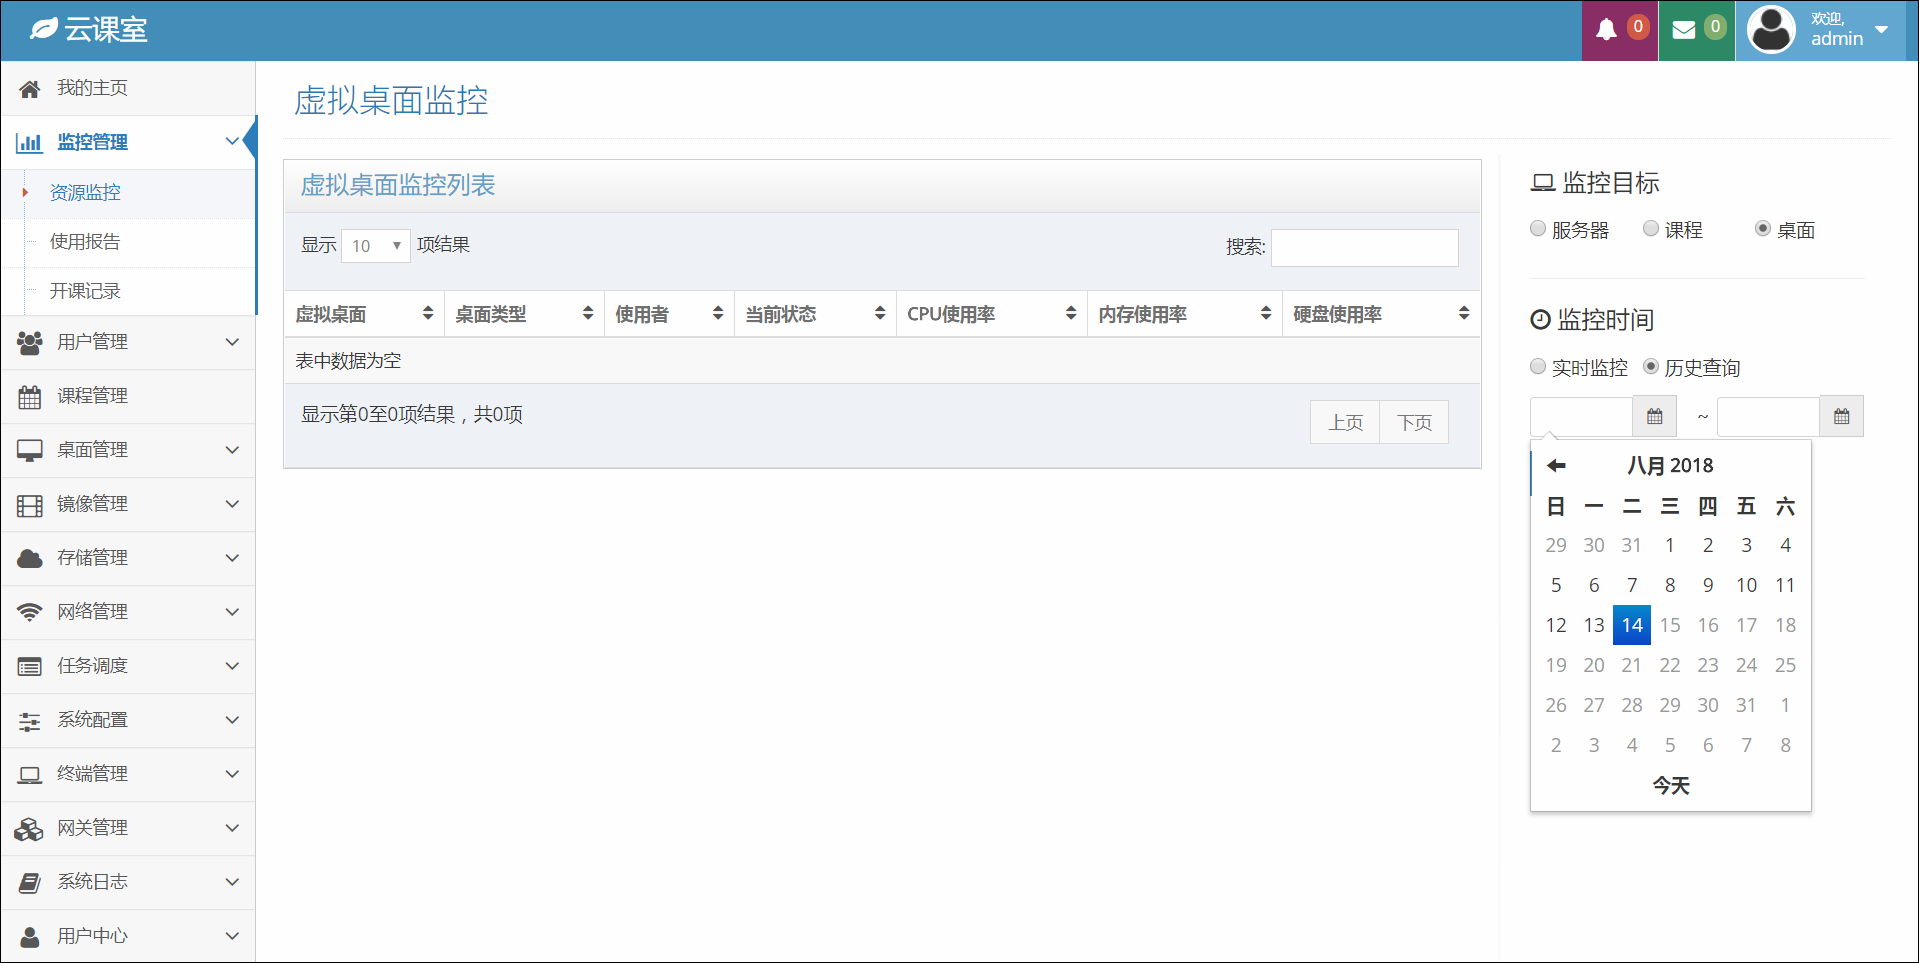 云课室
0
0
欢迎,
admin
我的主页
监控管理
资源监控
使用报告
开课记录
用户管理
课程管理
桌面管理
镜像管理
存储管理
网络管理
任务调度
系统配置
终端管理
网关管理
系统日志
用户中心
虚拟桌面监控
虚拟桌面监控列表
显示 10 项结果
搜索:
虚拟桌面 桌面类型 使用者 当前状态 CPU使用率 内存使用率 硬盘使用率
表中数据为空
显示第0至0项结果，共0项
上页 下页
监控目标
服务器 课程 桌面
监控时间
实时监控 历史查询
~
八月 2018
日 一 二 三 四 五 六
29 30 31 1 2 3 4
5 6 7 8 9 10 11
12 13 14 15 16 17 18
19 20 21 22 23 24 25
26 27 28 29 30 31 1
2 3 4 5 6 7 8
今天